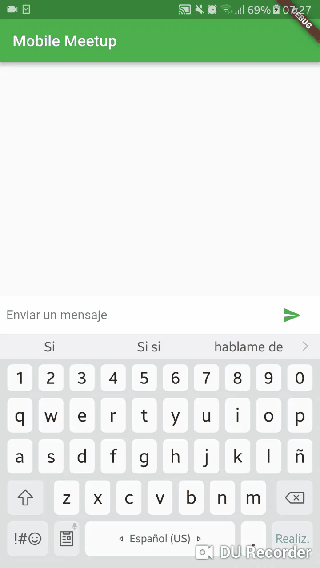 69% 07:27
DEBUG
Mobile Meetup
Enviar un mensaje
Si Si si hablame de
1 2 3 4 5 6 7 8 9 0
q w e r t y u i o p
a s d f g h j k l ñ
z x c v b n m
!#☺ Español (US) . Realiz.
DU Recorder